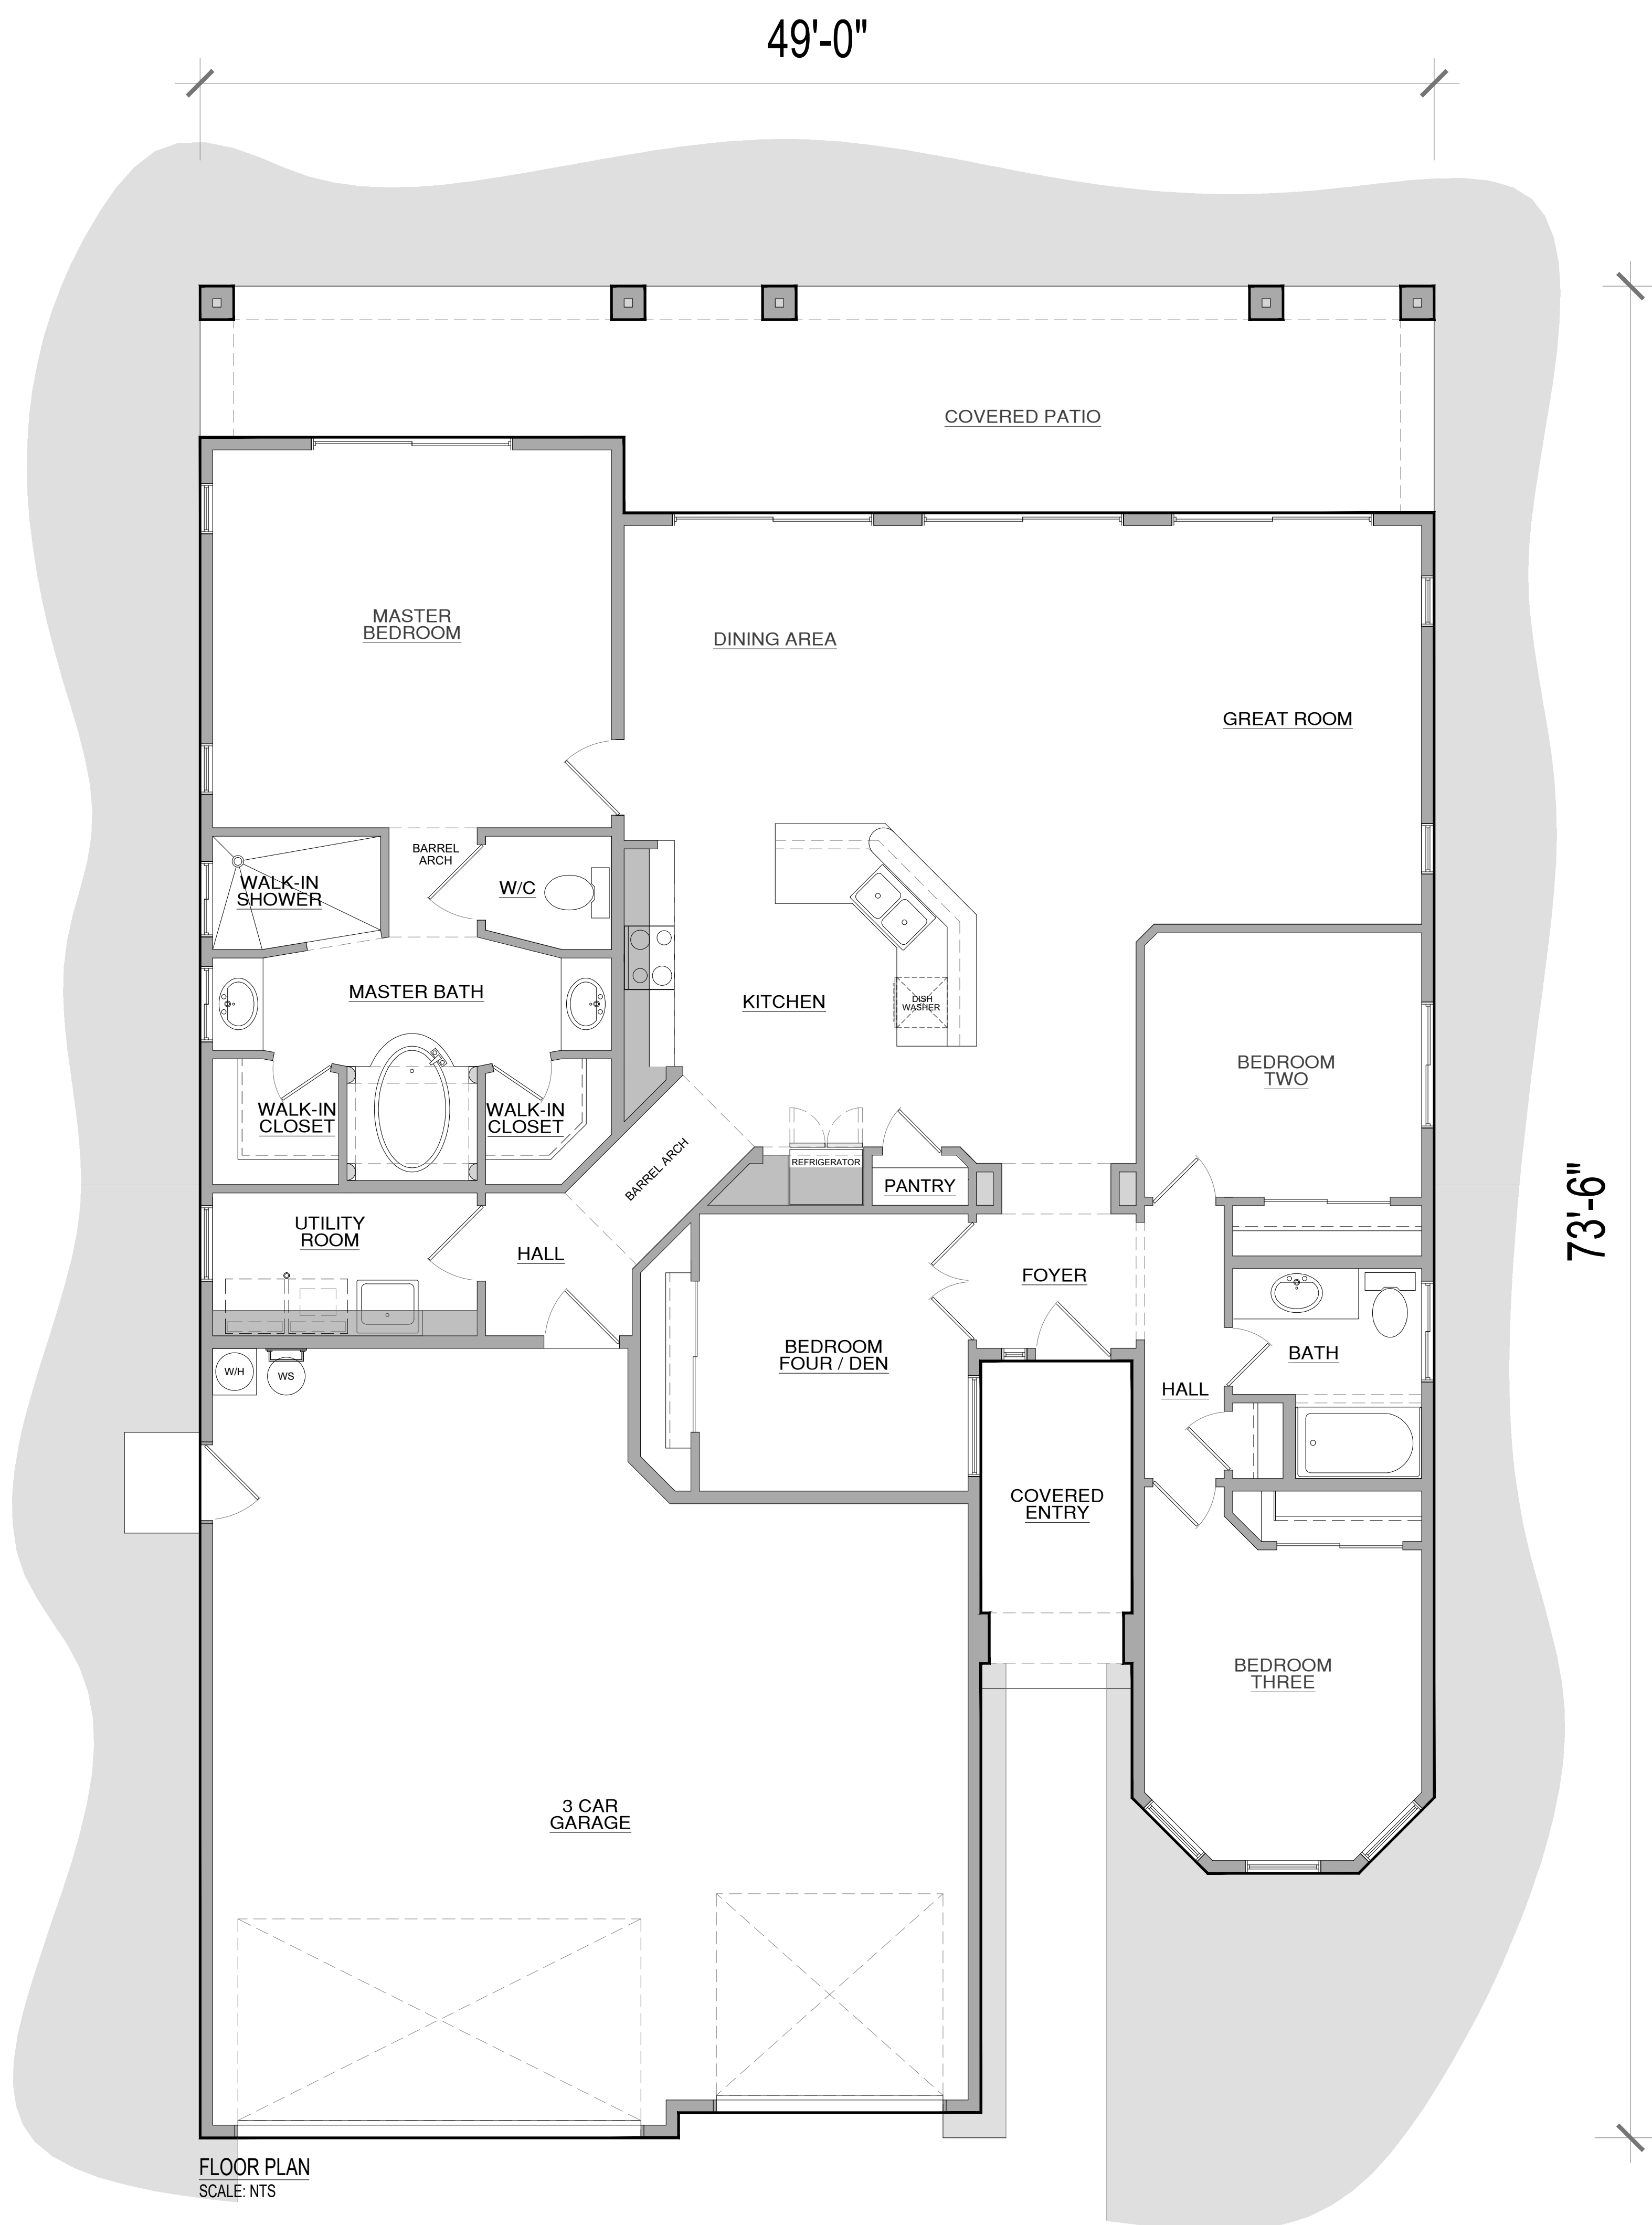 49'-0"
COVERED PATIO
MASTER
BEDROOM
DINING AREA
GREAT ROOM
BARREL
ARCH
W/C
WALK-IN
SHOWER
MASTER BATH
KITCHEN
DISH
WASHER
BEDROOM
TWO
WALK-IN
CLOSET
WALK-IN
CLOSET
BARREL ARCH
REFRIGERATOR
PANTRY
73'-6"
UTILITY
ROOM
HALL
FOYER
BEDROOM
FOUR / DEN
BATH
W/H
WS
HALL
COVERED
ENTRY
BEDROOM
THREE
3 CAR
GARAGE
FLOOR PLAN
SCALE: NTS